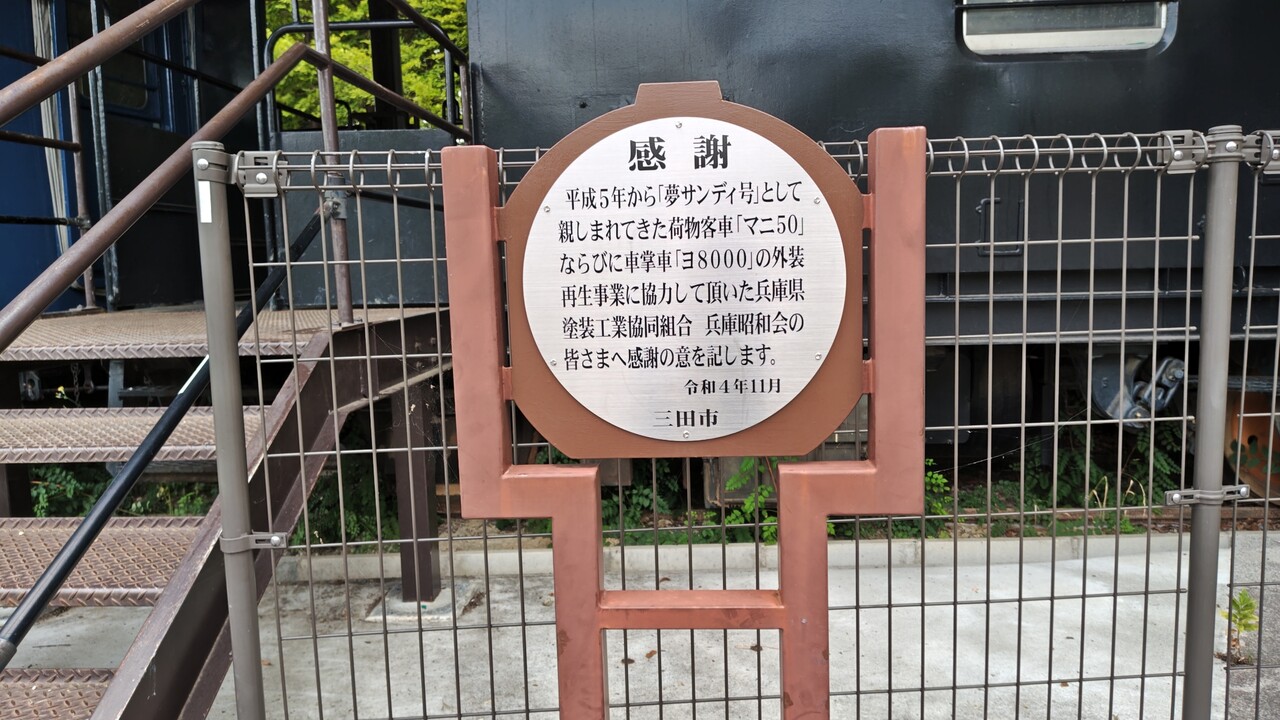 感謝
平成5年から「夢サンディ号」として
親しまれてきた荷物客車「マニ50」
ならびに車掌車「ヨ8000」の外装
再生事業に協力して頂いた兵庫県
塗装工業協同組合 兵庫昭和会の
皆さまへ感謝の意を記します。
令和4年11月
三田市